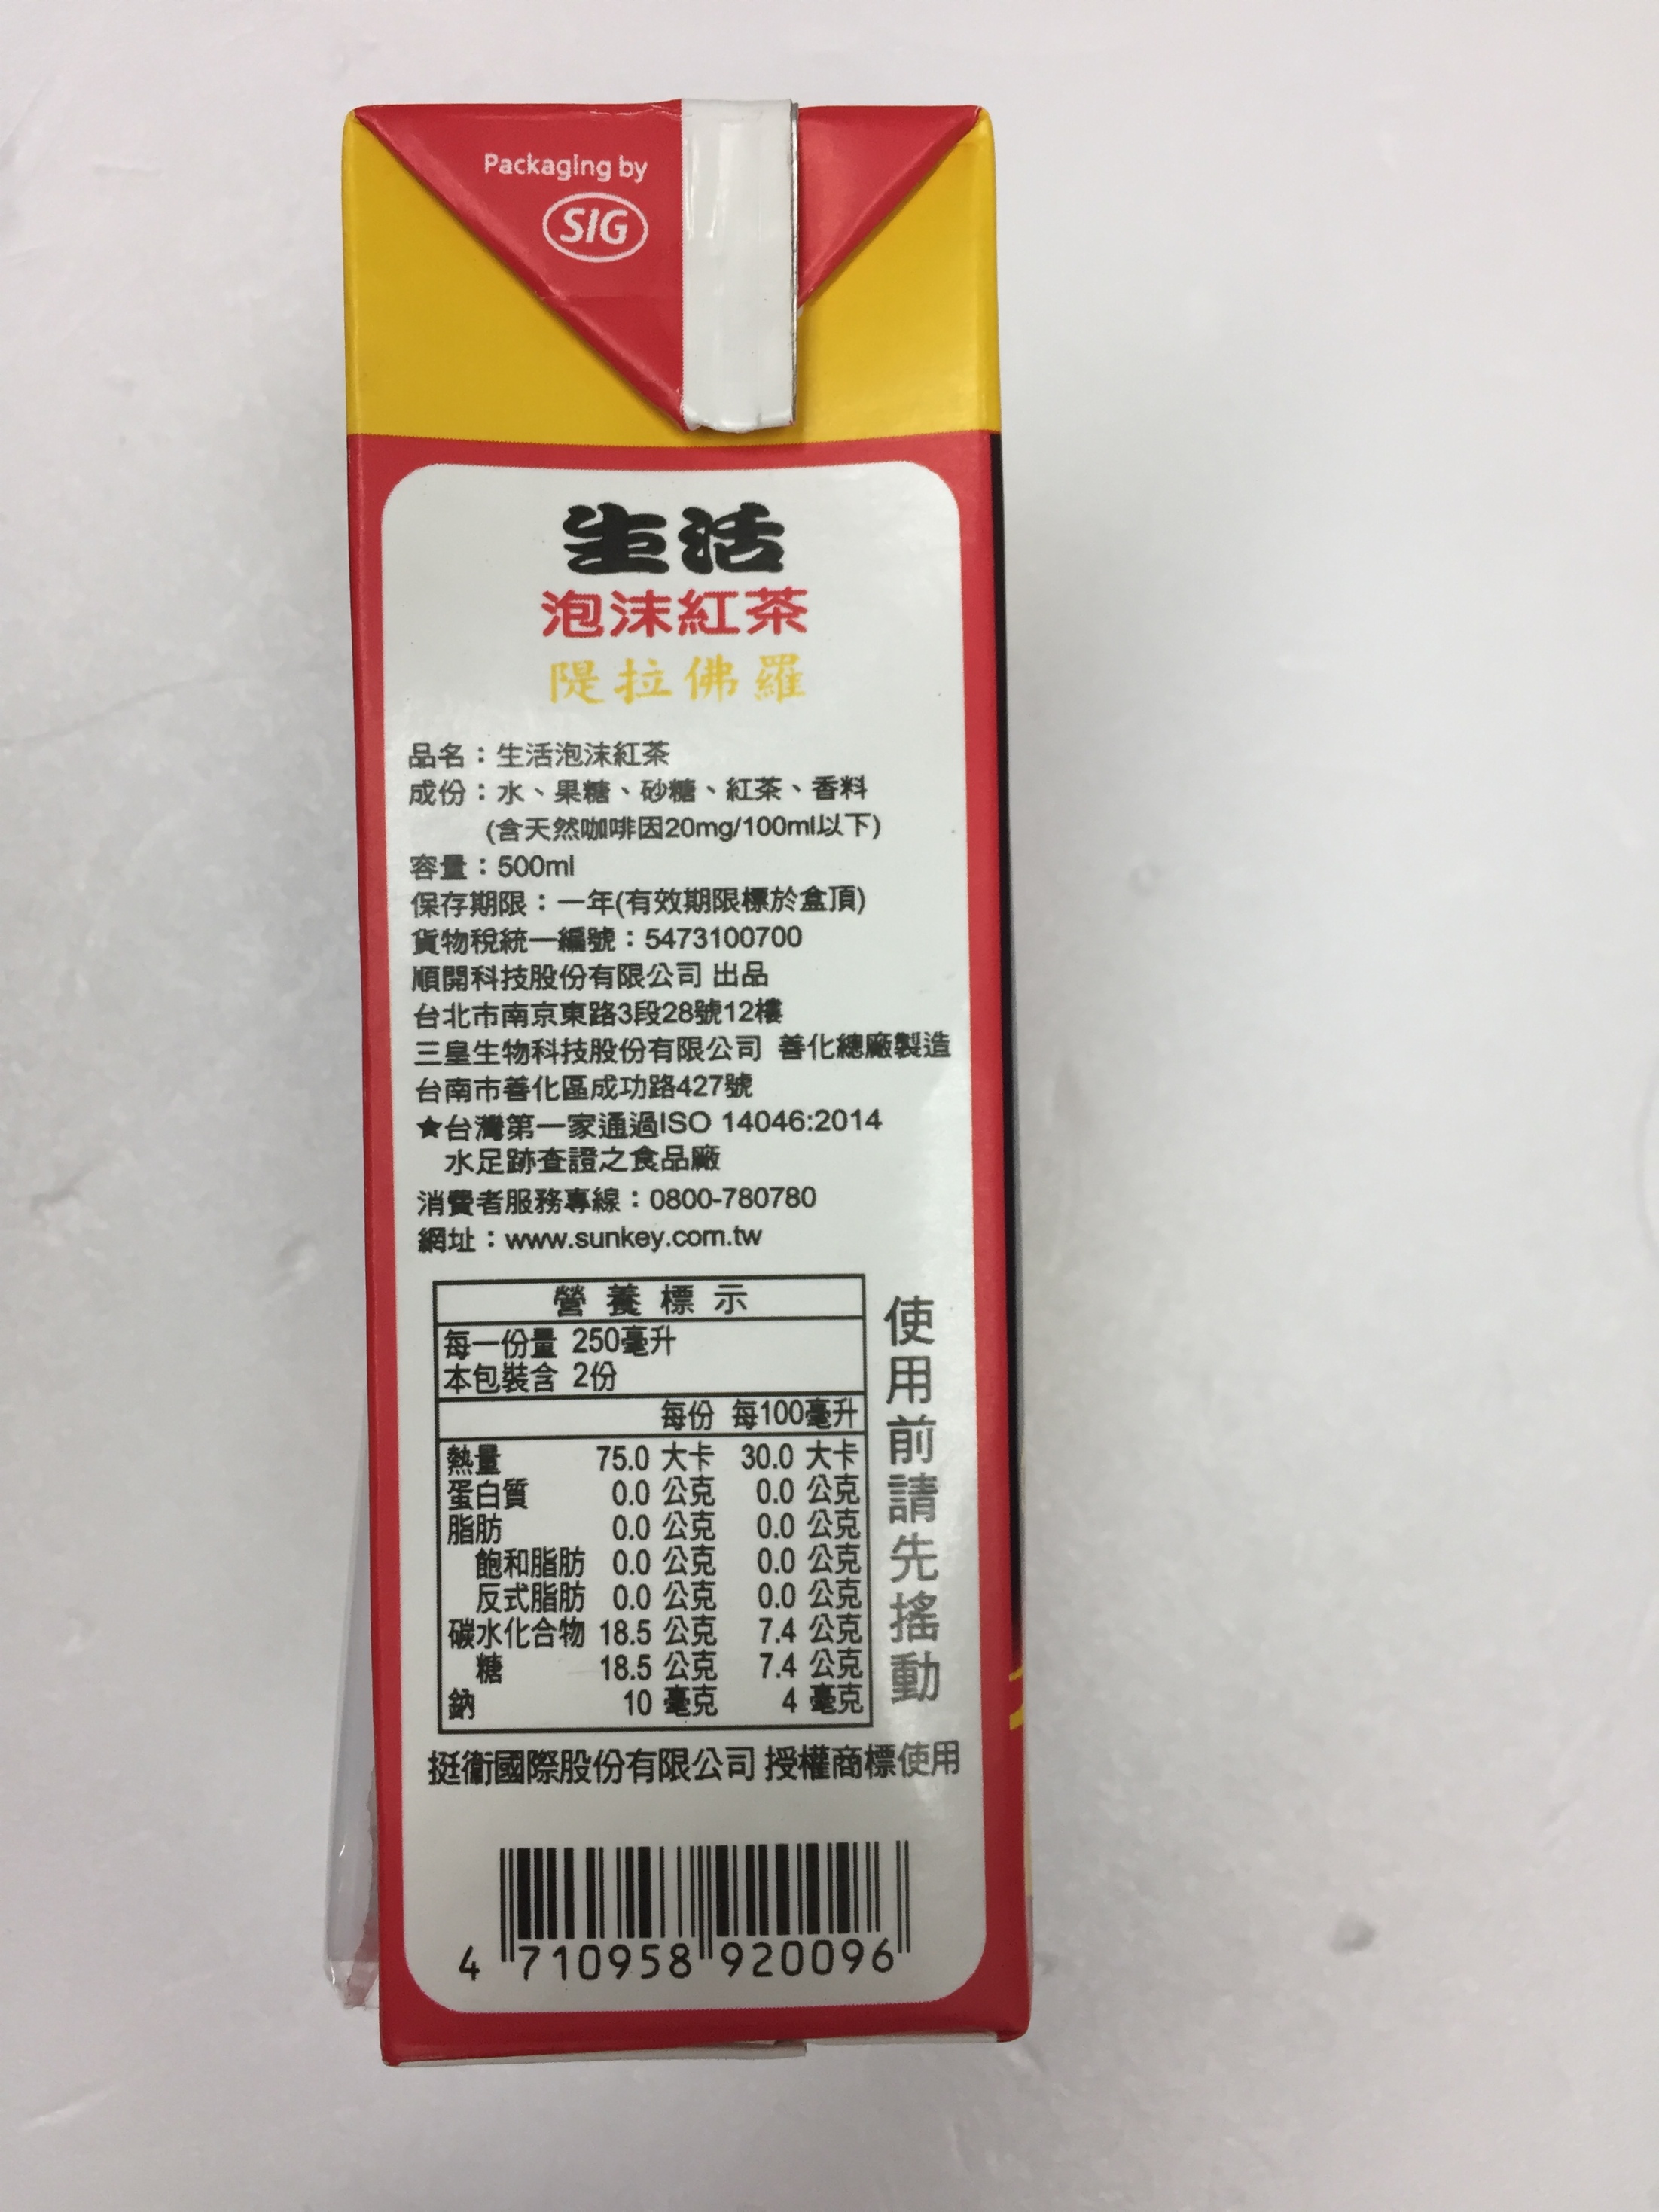 Packaging by
SIG
生活
泡沫紅茶
隄拉佛羅
品名：生活泡沫紅茶
成份：水、果糖、砂糖、紅茶、香料
(含天然咖啡因20mg/100ml以下)
容量：500ml
保存期限：一年(有效期限標於盒頂)
貨物稅統一編號：5473100700
順開科技股份有限公司 出品
台北市南京東路3段28號12樓
三皇生物科技股份有限公司 善化總廠製造
台南市善化區成功路427號
★台灣第一家通過ISO 14046:2014
水足跡查證之食品廠
消費者服務專線：0800-780780
網址：www.sunkey.com.tw
營養標示
每一份量 250毫升
本包裝含 2份
每份 每100毫升
熱量 75.0 大卡 30.0 大卡
蛋白質 0.0 公克 0.0 公克
脂肪 0.0 公克 0.0 公克
飽和脂肪 0.0 公克 0.0 公克
反式脂肪 0.0 公克 0.0 公克
碳水化合物 18.5 公克 7.4 公克
糖 18.5 公克 7.4 公克
鈉 10 毫克 4 毫克
使用前請先搖動
挺衛國際股份有限公司 授權商標使用
4 710958 920096